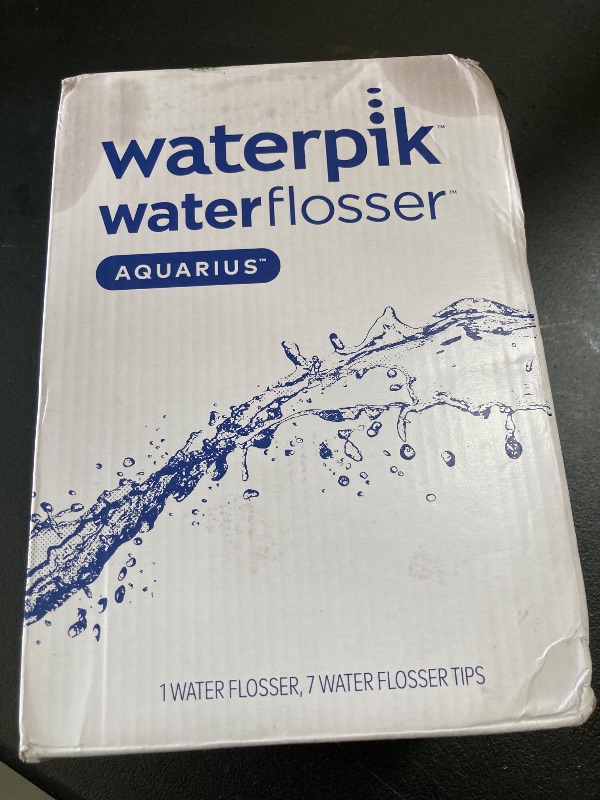 waterpik™
waterflosser™
AQUARIUS™
1 WATER FLOSSER, 7 WATER FLOSSER TIPS